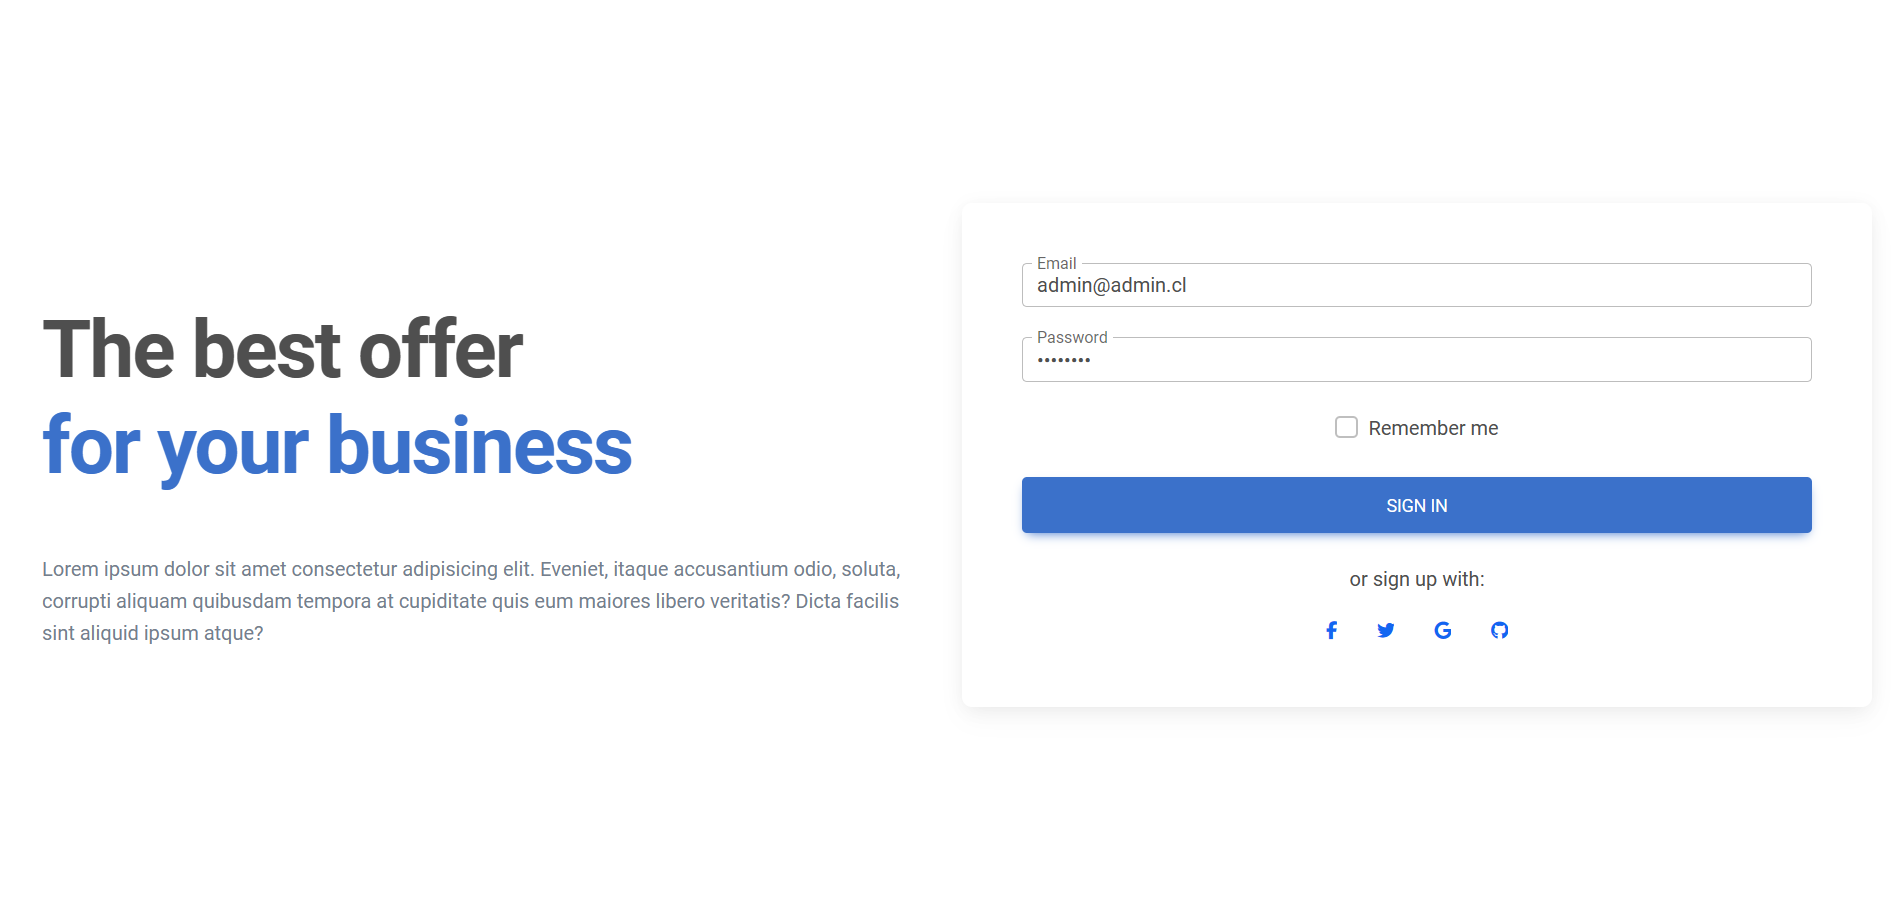 The best offer
for your business
Lorem ipsum dolor sit amet consectetur adipisicing elit. Eveniet, itaque accusantium odio, soluta,
corrupti aliquam quibusdam tempora at cupiditate quis eum maiores libero veritatis? Dicta facilis
sint aliquid ipsum atque?
Email
admin@admin.cl
Password
••••••••
Remember me
SIGN IN
or sign up with: